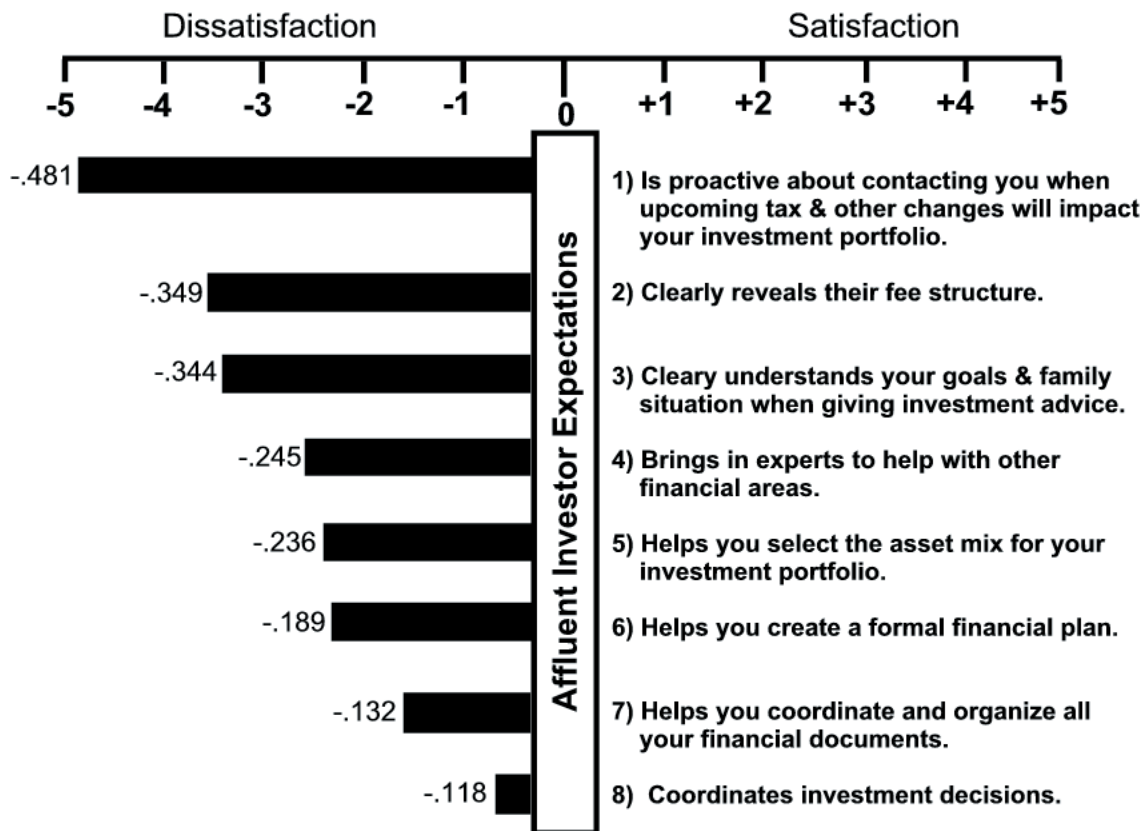 Dissatisfaction
Satisfaction
-5 -4 -3 -2 -1 0 +1 +2 +3 +4 +5
Affluent Investor Expectations
-.481
1) Is proactive about contacting you when
upcoming tax & other changes will impact
your investment portfolio.
-.349
2) Clearly reveals their fee structure.
-.344
3) Cleary understands your goals & family
situation when giving investment advice.
-.245
4) Brings in experts to help with other
financial areas.
-.236
5) Helps you select the asset mix for your
investment portfolio.
-.189
6) Helps you create a formal financial plan.
-.132
7) Helps you coordinate and organize all
your financial documents.
-.118
8) Coordinates investment decisions.